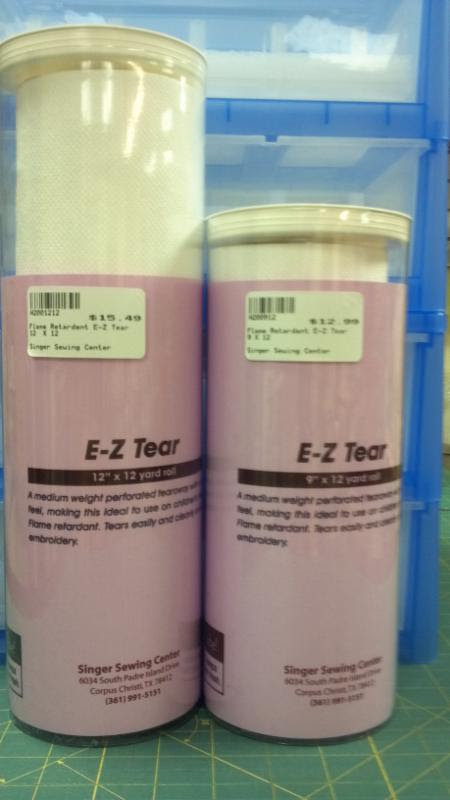 H2001212
$15.49
Flame Retardent E-Z Tear
12 X 12
Singer Sewing Center
E-Z Tear
12" x 12 yard roll
A medium weight perforated tearaway
feel, making this ideal to use on
Flame retardant. Tears easily and cleanly
embroidery.
Singer Sewing Center
6034 South Padre Island Drive
Corpus Christi, TX 78412
(361) 991-5151
H200912
$12.99
Flame Retardent E-Z Tear
9 X 12
Singer Sewing Center
E-Z Tear
9" x 12 yard roll
A medium weight perforated tearaway
feel, making this ideal to use on
Flame retardant. Tears easily and cleanly
embroidery.
Singer Sewing Center
6034 South Padre Island Drive
Corpus Christi, TX 78412
(361) 991-5151